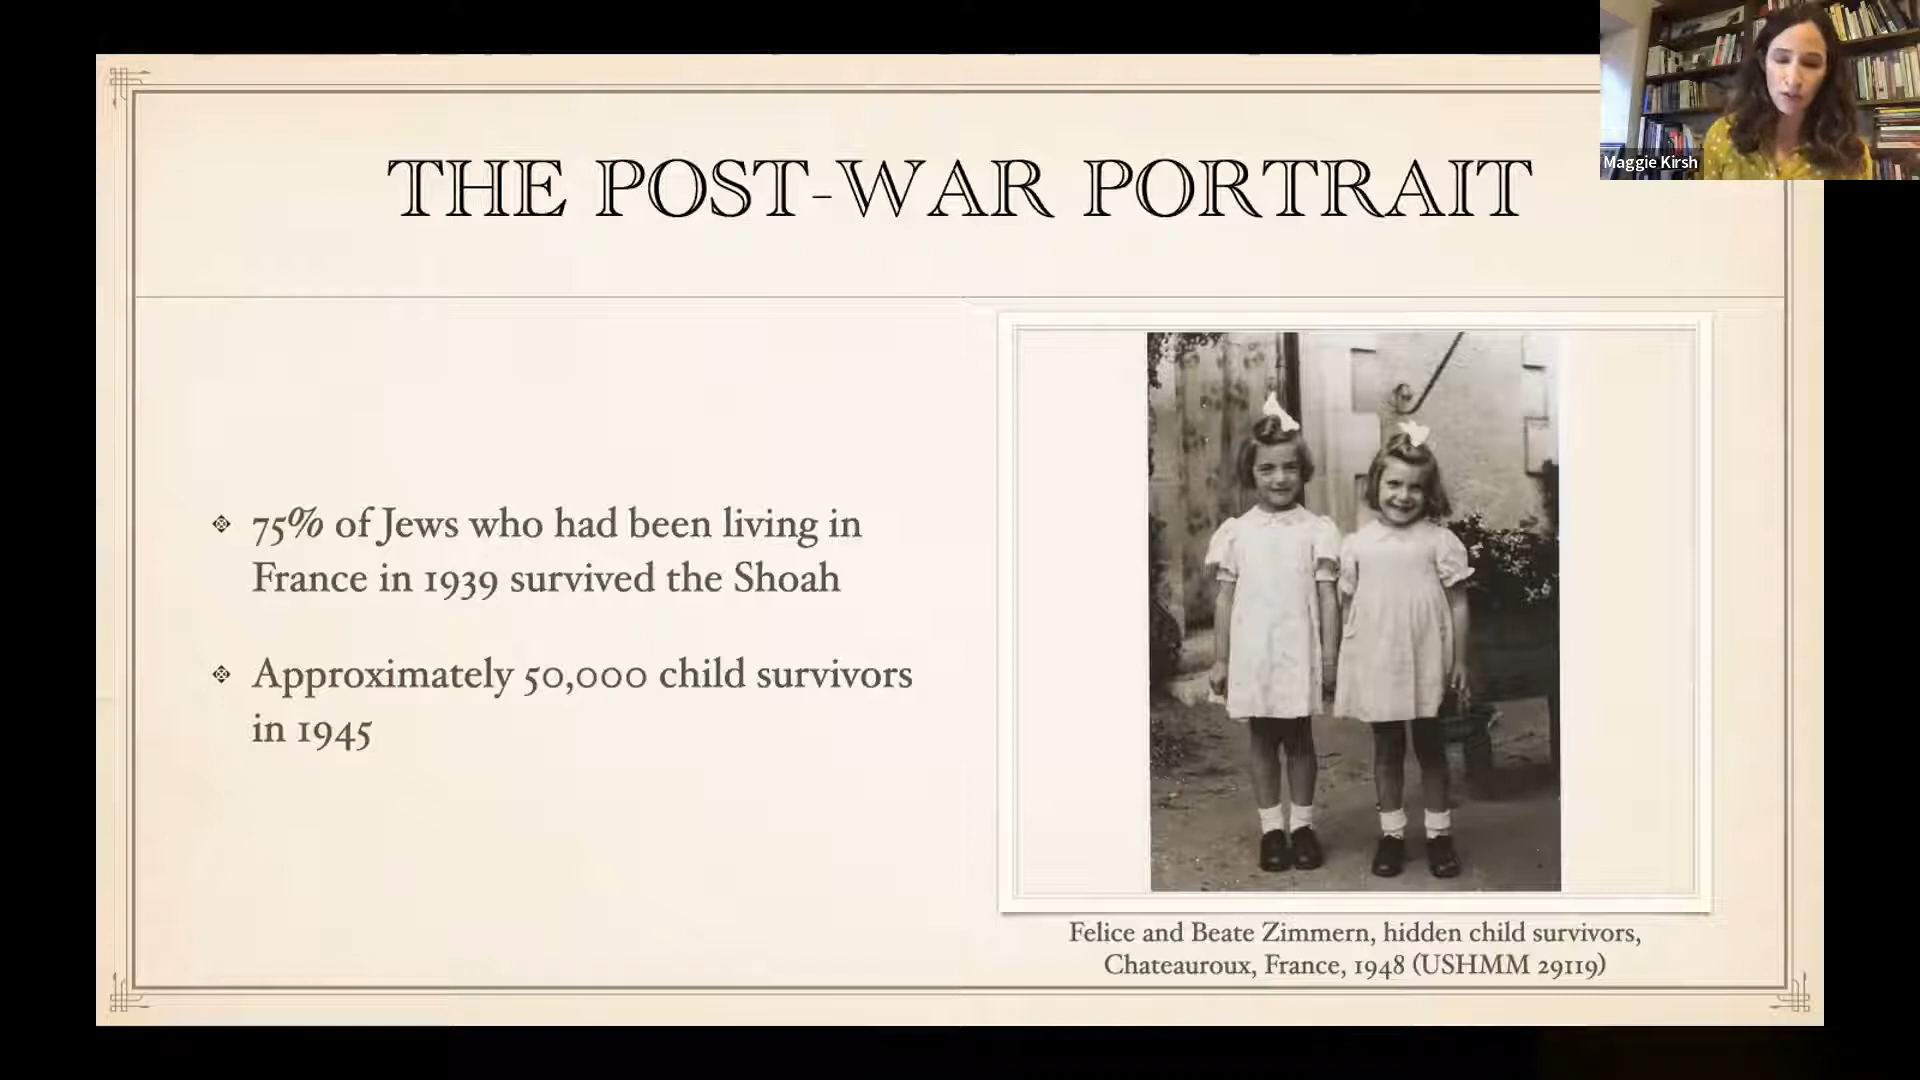 Maggie Kirsh
THE POST-WAR PORTRAIT
75% of Jews who had been living in
France in 1939 survived the Shoah
Approximately 50,000 child survivors
in 1945
Felice and Beate Zimmern, hidden child survivors,
Chateauroux, France, 1948 (USHMM 29119)